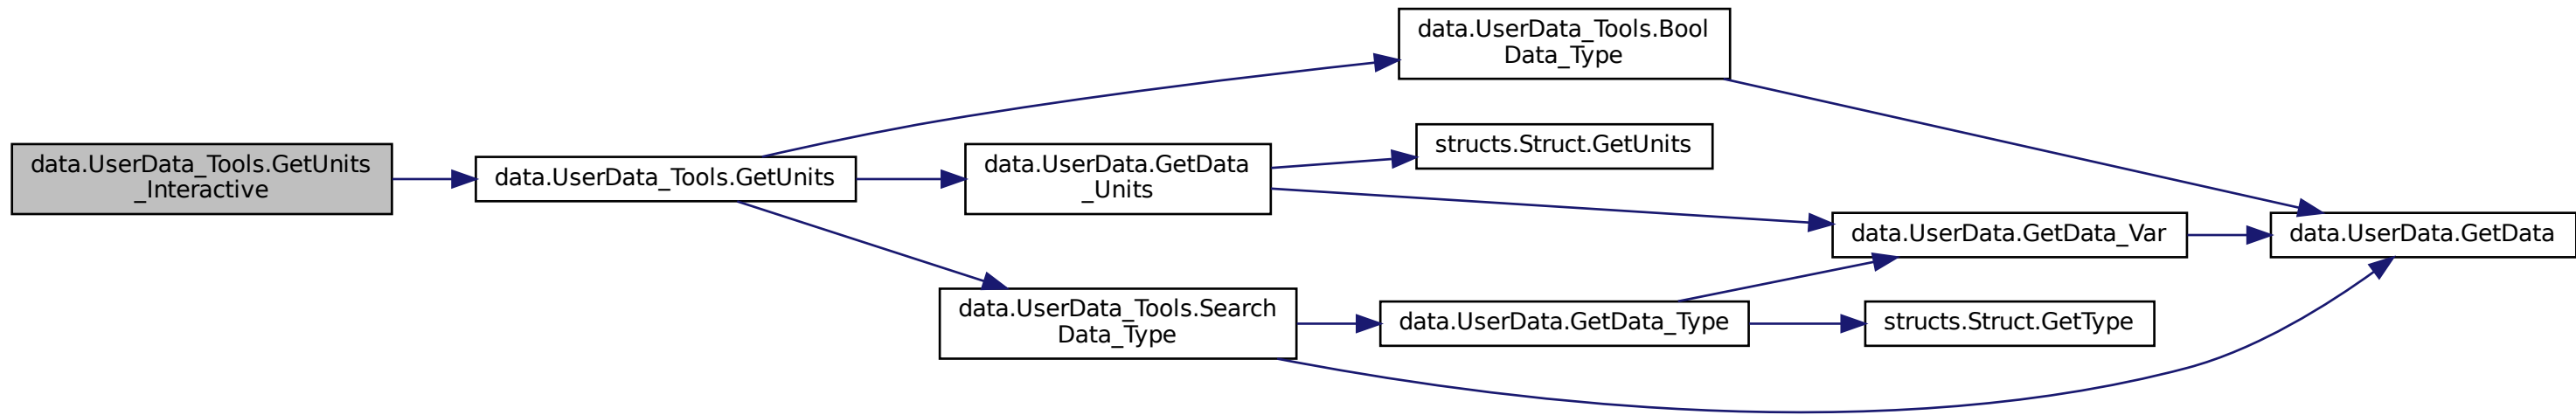 data.UserData_Tools.GetUnits
_Interactive
data.UserData_Tools.GetUnits
data.UserData_Tools.Bool
Data_Type
data.UserData.GetData
_Units
structs.Struct.GetUnits
data.UserData_Tools.Search
Data_Type
data.UserData.GetData_Type
data.UserData.GetData_Var
structs.Struct.GetType
data.UserData.GetData